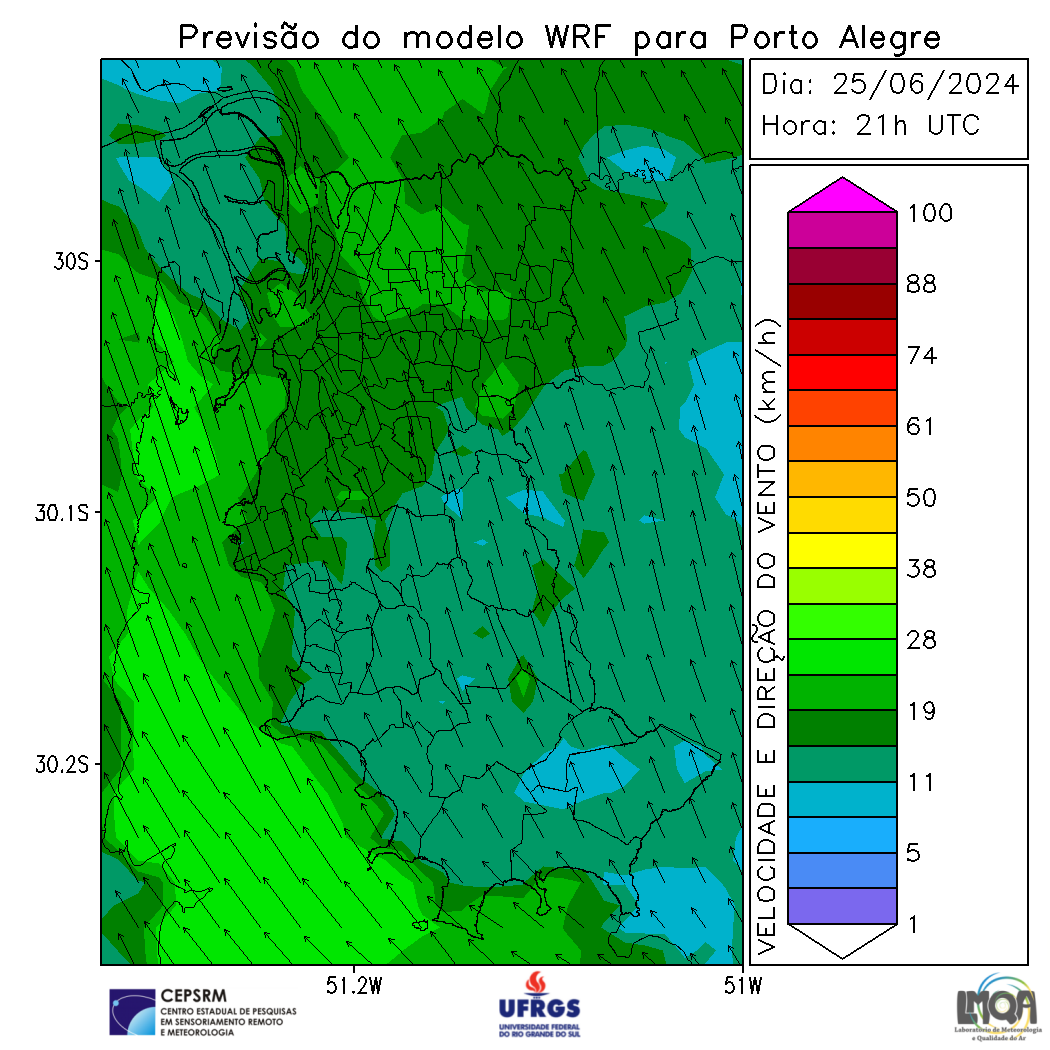 Previsão do modelo WRF para Porto Alegre
Dia: 25/06/2024
Hora: 21h UTC
30S
30.1S
30.2S
51.2W
51W
VELOCIDADE E DIREÇÃO DO VENTO (km/h)
100
88
74
61
50
38
28
19
11
5
1
CEPSRM
CENTRO ESTADUAL DE PESQUISAS
EM SENSORIAMENTO REMOTO
E METEOROLOGIA
UFRGS
UNIVERSIDADE FEDERAL
DO RIO GRANDE DO SUL
LMQA
Laboratório de Meteorologia
e Qualidade do Ar